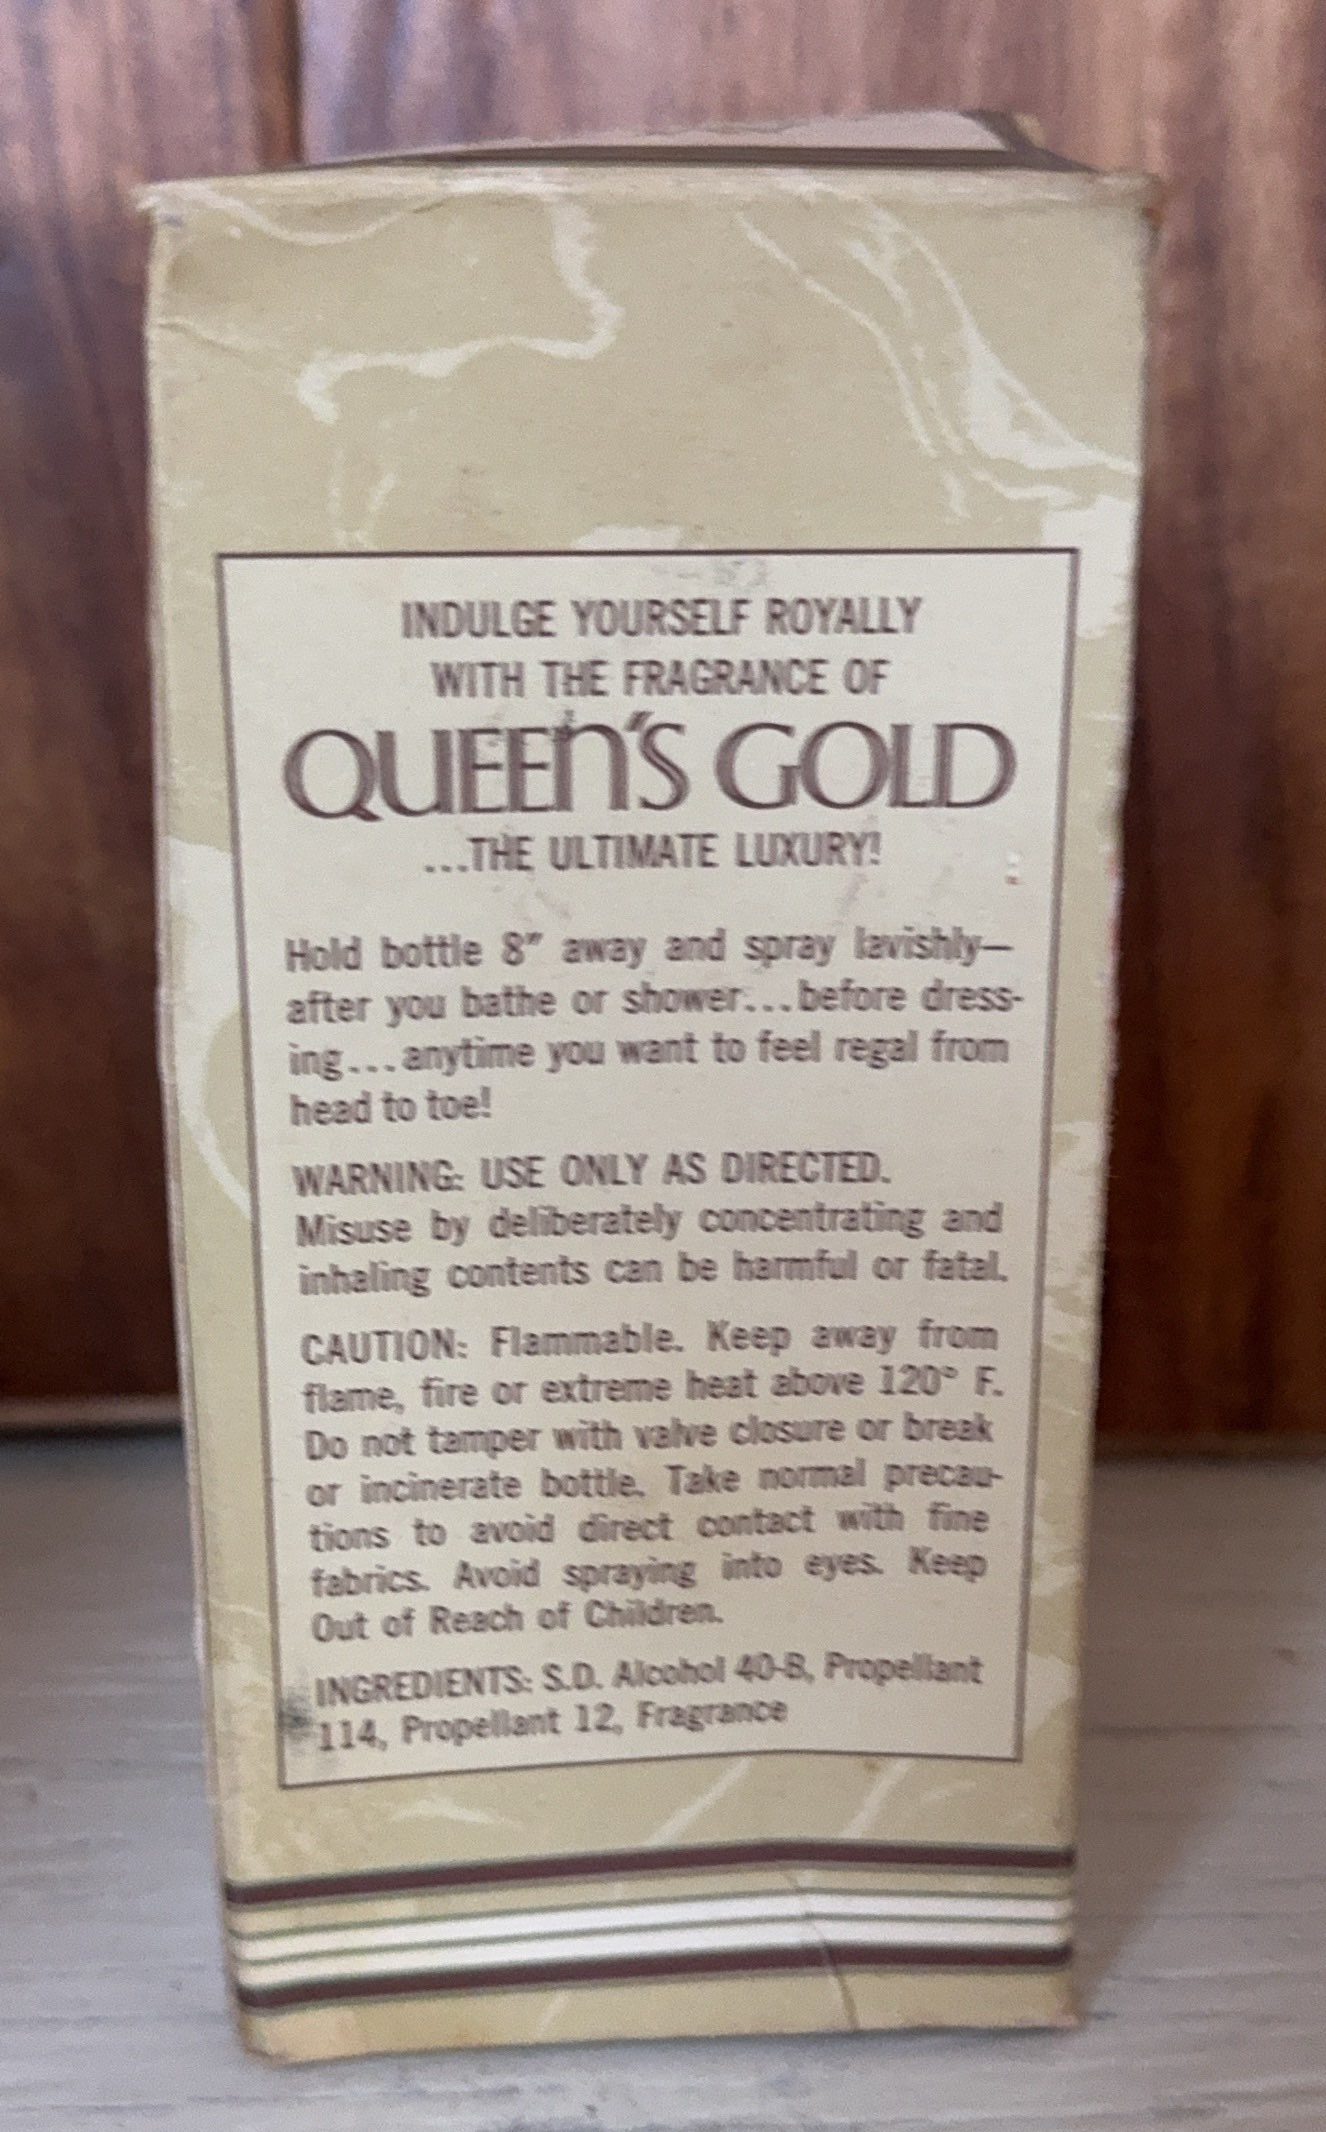 INDULGE YOURSELF ROYALLY
WITH THE FRAGRANCE OF
QUEEN'S GOLD
...THE ULTIMATE LUXURY!
Hold bottle 8" away and spray lavishly—
after you bathe or shower...before dress-
ing...anytime you want to feel regal from
head to toe!
WARNING: USE ONLY AS DIRECTED.
Misuse by deliberately concentrating and
inhaling contents can be harmful or fatal.
CAUTION: Flammable. Keep away from
flame, fire or extreme heat above 120° F.
Do not tamper with valve closure or break
or incinerate bottle. Take normal precau-
tions to avoid direct contact with fine
fabrics. Avoid spraying into eyes. Keep
Out of Reach of Children.
INGREDIENTS: S.D. Alcohol 40-B, Propellant
114, Propellant 12, Fragrance